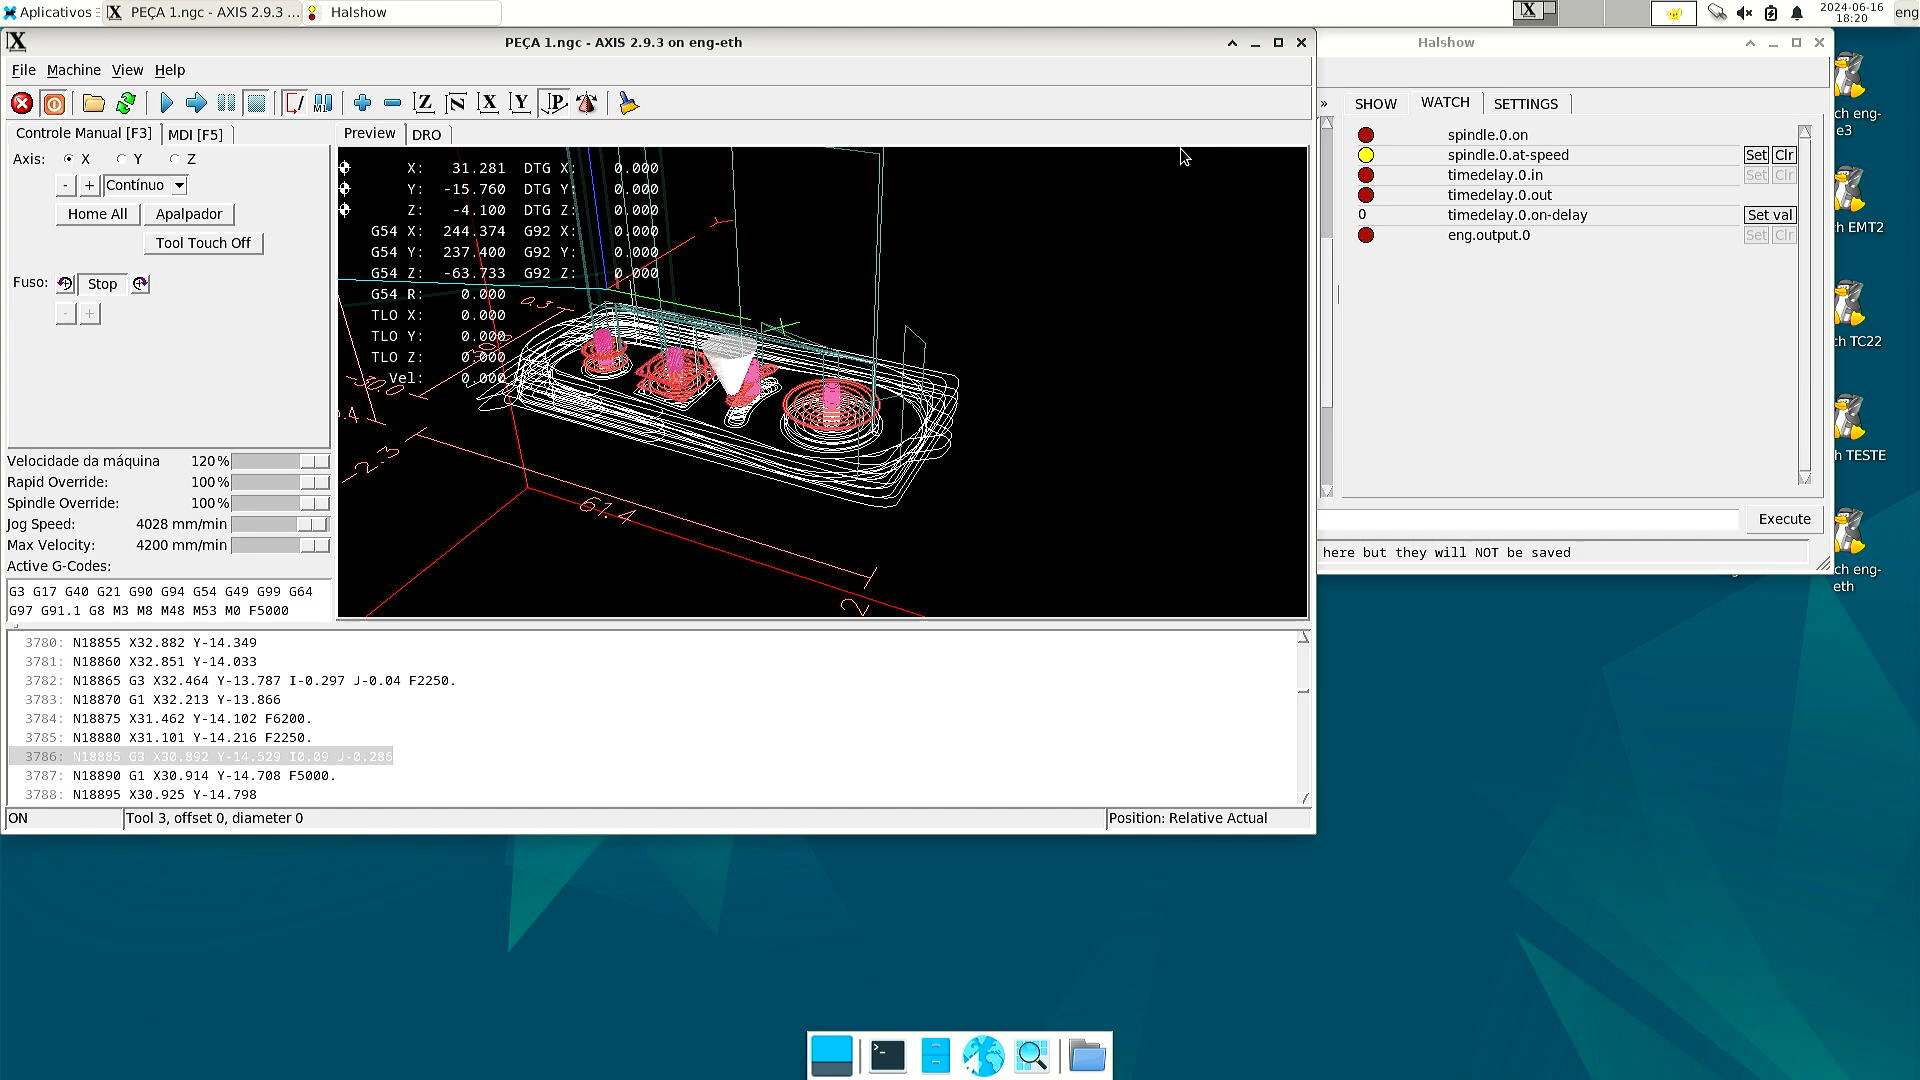 Aplicativos
PEÇA 1.ngc - AXIS 2.9.3 ...
Halshow
2024-06-16
18:20
eng
PEÇA 1.ngc - AXIS 2.9.3 on eng-eth
File Machine View Help
Controle Manual [F3] MDI [F5]
Axis: X Y Z
- + Contínuo
Home All Apalpador
Tool Touch Off
Fuso: Stop
- +
Velocidade da máquina 120 %
Rapid Override: 100 %
Spindle Override: 100 %
Jog Speed: 4028 mm/min
Max Velocity: 4200 mm/min
Active G-Codes:
G3 G17 G40 G21 G90 G94 G54 G49 G99 G64
G97 G91.1 G8 M3 M8 M48 M53 M0 F5000
Preview DRO
X: 31.281 DTG X: 0.000
Y: -15.760 DTG Y: 0.000
Z: -4.100 DTG Z: 0.000
G54 X: 244.374 G92 X: 0.000
G54 Y: 237.400 G92 Y: 0.000
G54 Z: -63.733 G92 Z: 0.000
G54 R: 0.000
TLO X: 0.000
TLO Y: 0.000
TLO Z: 0.000
Vel: 0.000
Y
X
0.3
-2.3
61.4
3780: N18855 X32.882 Y-14.349
3781: N18860 X32.851 Y-14.033
3782: N18865 G3 X32.464 Y-13.787 I-0.297 J-0.04 F2250.
3783: N18870 G1 X32.213 Y-13.866
3784: N18875 X31.462 Y-14.102 F6200.
3785: N18880 X31.101 Y-14.216 F2250.
3786: N18885 G3 X30.892 Y-14.529 I0.09 J-0.286
3787: N18890 G1 X30.914 Y-14.708 F5000.
3788: N18895 X30.925 Y-14.798
ON
Tool 3, offset 0, diameter 0
Position: Relative Actual
Halshow
» SHOW WATCH SETTINGS
spindle.0.on
spindle.0.at-speed Set Clr
timedelay.0.in Set Clr
timedelay.0.out
0 timedelay.0.on-delay Set val
eng.output.0 Set Clr
Execute
here but they will NOT be saved
ch eng-
e3
h EMT2
h TC22
h TESTE
ch eng-
eth